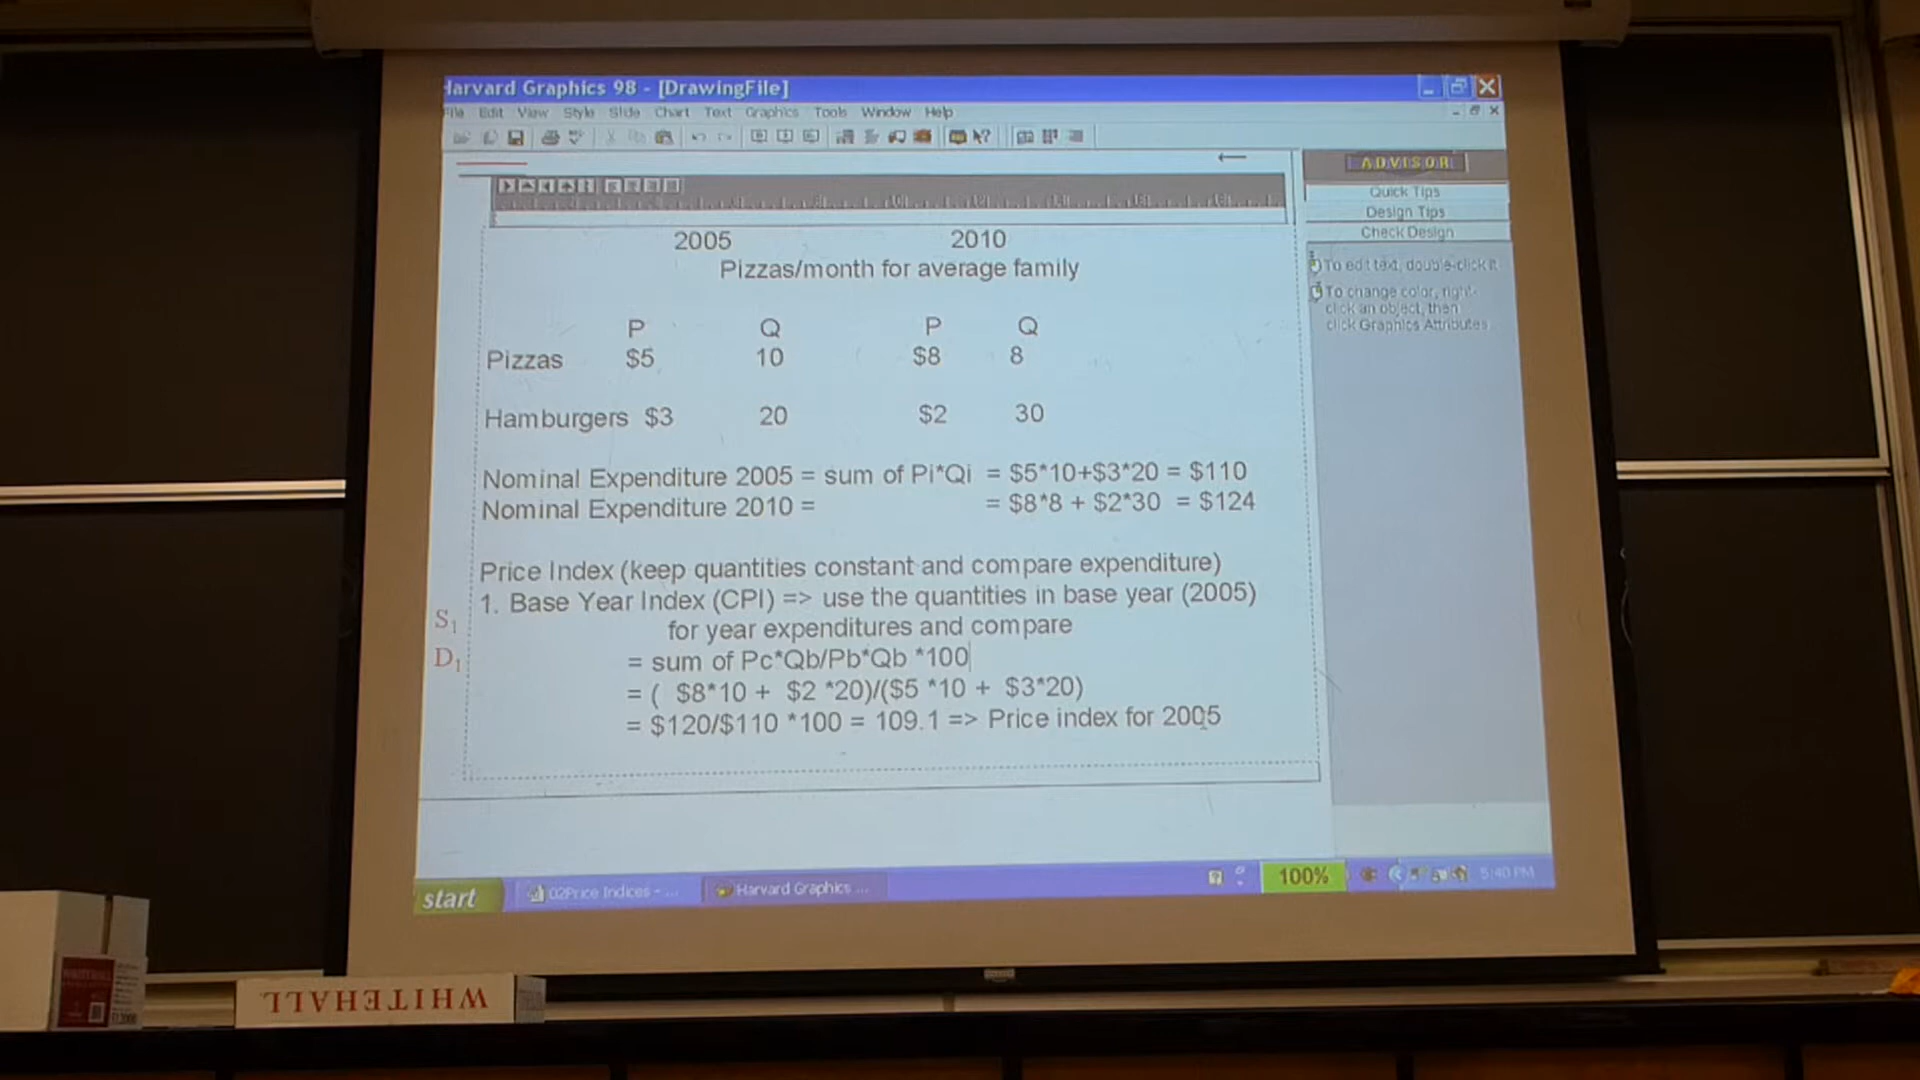 Harvard Graphics 98 - [DrawingFile]
File Edit View Style Slide Chart Text Graphics Tools Window Help
ADVISOR
Quick Tips
Design Tips
Check Design
To edit text, double-click it
To change color, right-
click an object, then
click Graphics Attributes
2005 2010
Pizzas/month for average family
P Q P Q
Pizzas $5 10 $8 8
Hamburgers $3 20 $2 30
Nominal Expenditure 2005 = sum of Pi*Qi = $5*10+$3*20 = $110
Nominal Expenditure 2010 = = $8*8 + $2*30 = $124
Price Index (keep quantities constant and compare expenditure)
1. Base Year Index (CPI) => use the quantities in base year (2005)
for year expenditures and compare
= sum of Pc*Qb/Pb*Qb *100
= ( $8*10 + $2 *20)/($5 *10 + $3*20)
= $120/$110 *100 = 109.1 => Price index for 2005
S1
D1
start 02Price Indices - ... Harvard Graphics ... 100% 5:40 PM
WHITEHALL